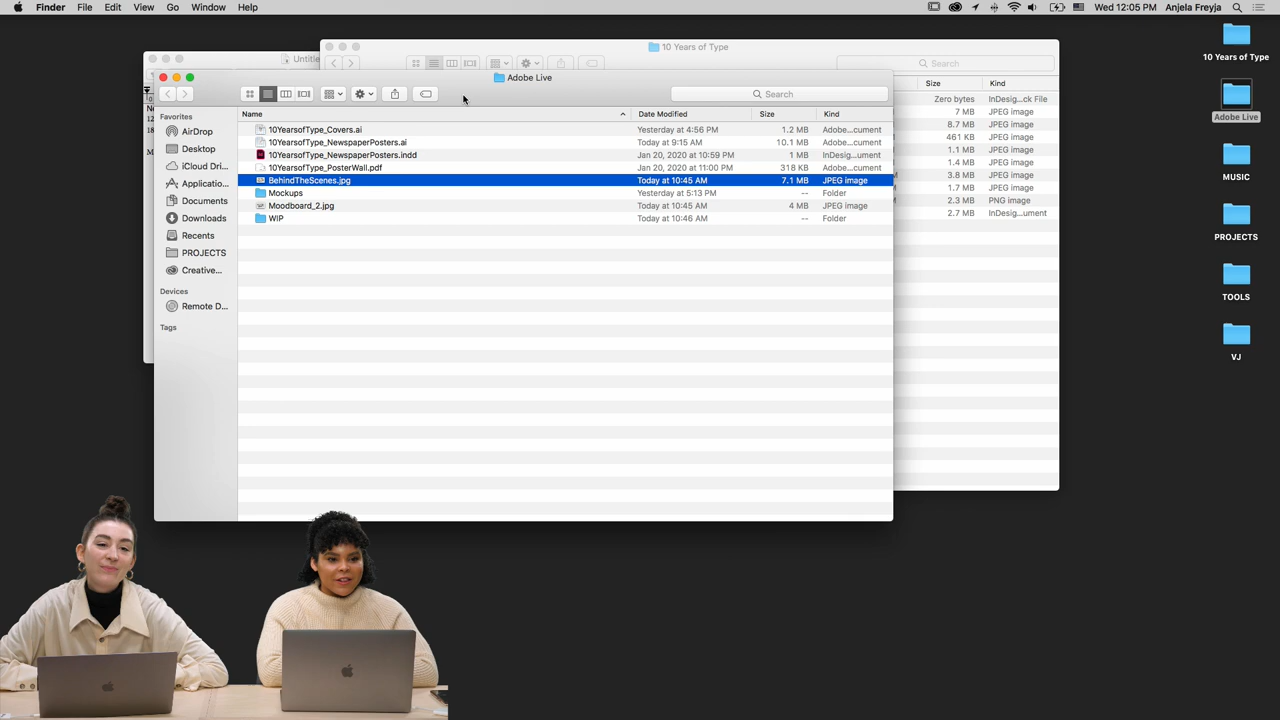 Finder File Edit View Go Window Help
Wed 12:05 PM Anjela Freyja
10 Years of Type
Search
Size Kind
Zero bytes InDesig...ck File
7 MB JPEG image
8.7 MB JPEG image
461 KB JPEG image
1.1 MB JPEG image
1.4 MB JPEG image
3.8 MB JPEG image
1.7 MB JPEG image
2.3 MB PNG image
2.7 MB InDesig...ument
Untitle
Adobe Live
Search
Favorites
AirDrop
Desktop
iCloud Dri...
Applicatio...
Documents
Downloads
Recents
PROJECTS
Creative...
Devices
Remote D...
Tags
Name Date Modified Size Kind
10YearsofType_Covers.ai Yesterday at 4:56 PM 1.2 MB Adobe...cument
10YearsofType_NewspaperPosters.ai Today at 9:15 AM 10.1 MB Adobe...cument
10YearsofType_NewspaperPosters.indd Jan 20, 2020 at 10:59 PM 1 MB InDesig...ument
10YearsofType_PosterWall.pdf Jan 20, 2020 at 11:00 PM 318 KB Adobe...cument
BehindTheScenes.jpg Today at 10:45 AM 7.1 MB JPEG image
Mockups Yesterday at 5:13 PM -- Folder
Moodboard_2.jpg Today at 10:45 AM 4 MB JPEG image
WIP Today at 10:46 AM -- Folder
10 Years of Type
Adobe Live
MUSIC
PROJECTS
TOOLS
VJ